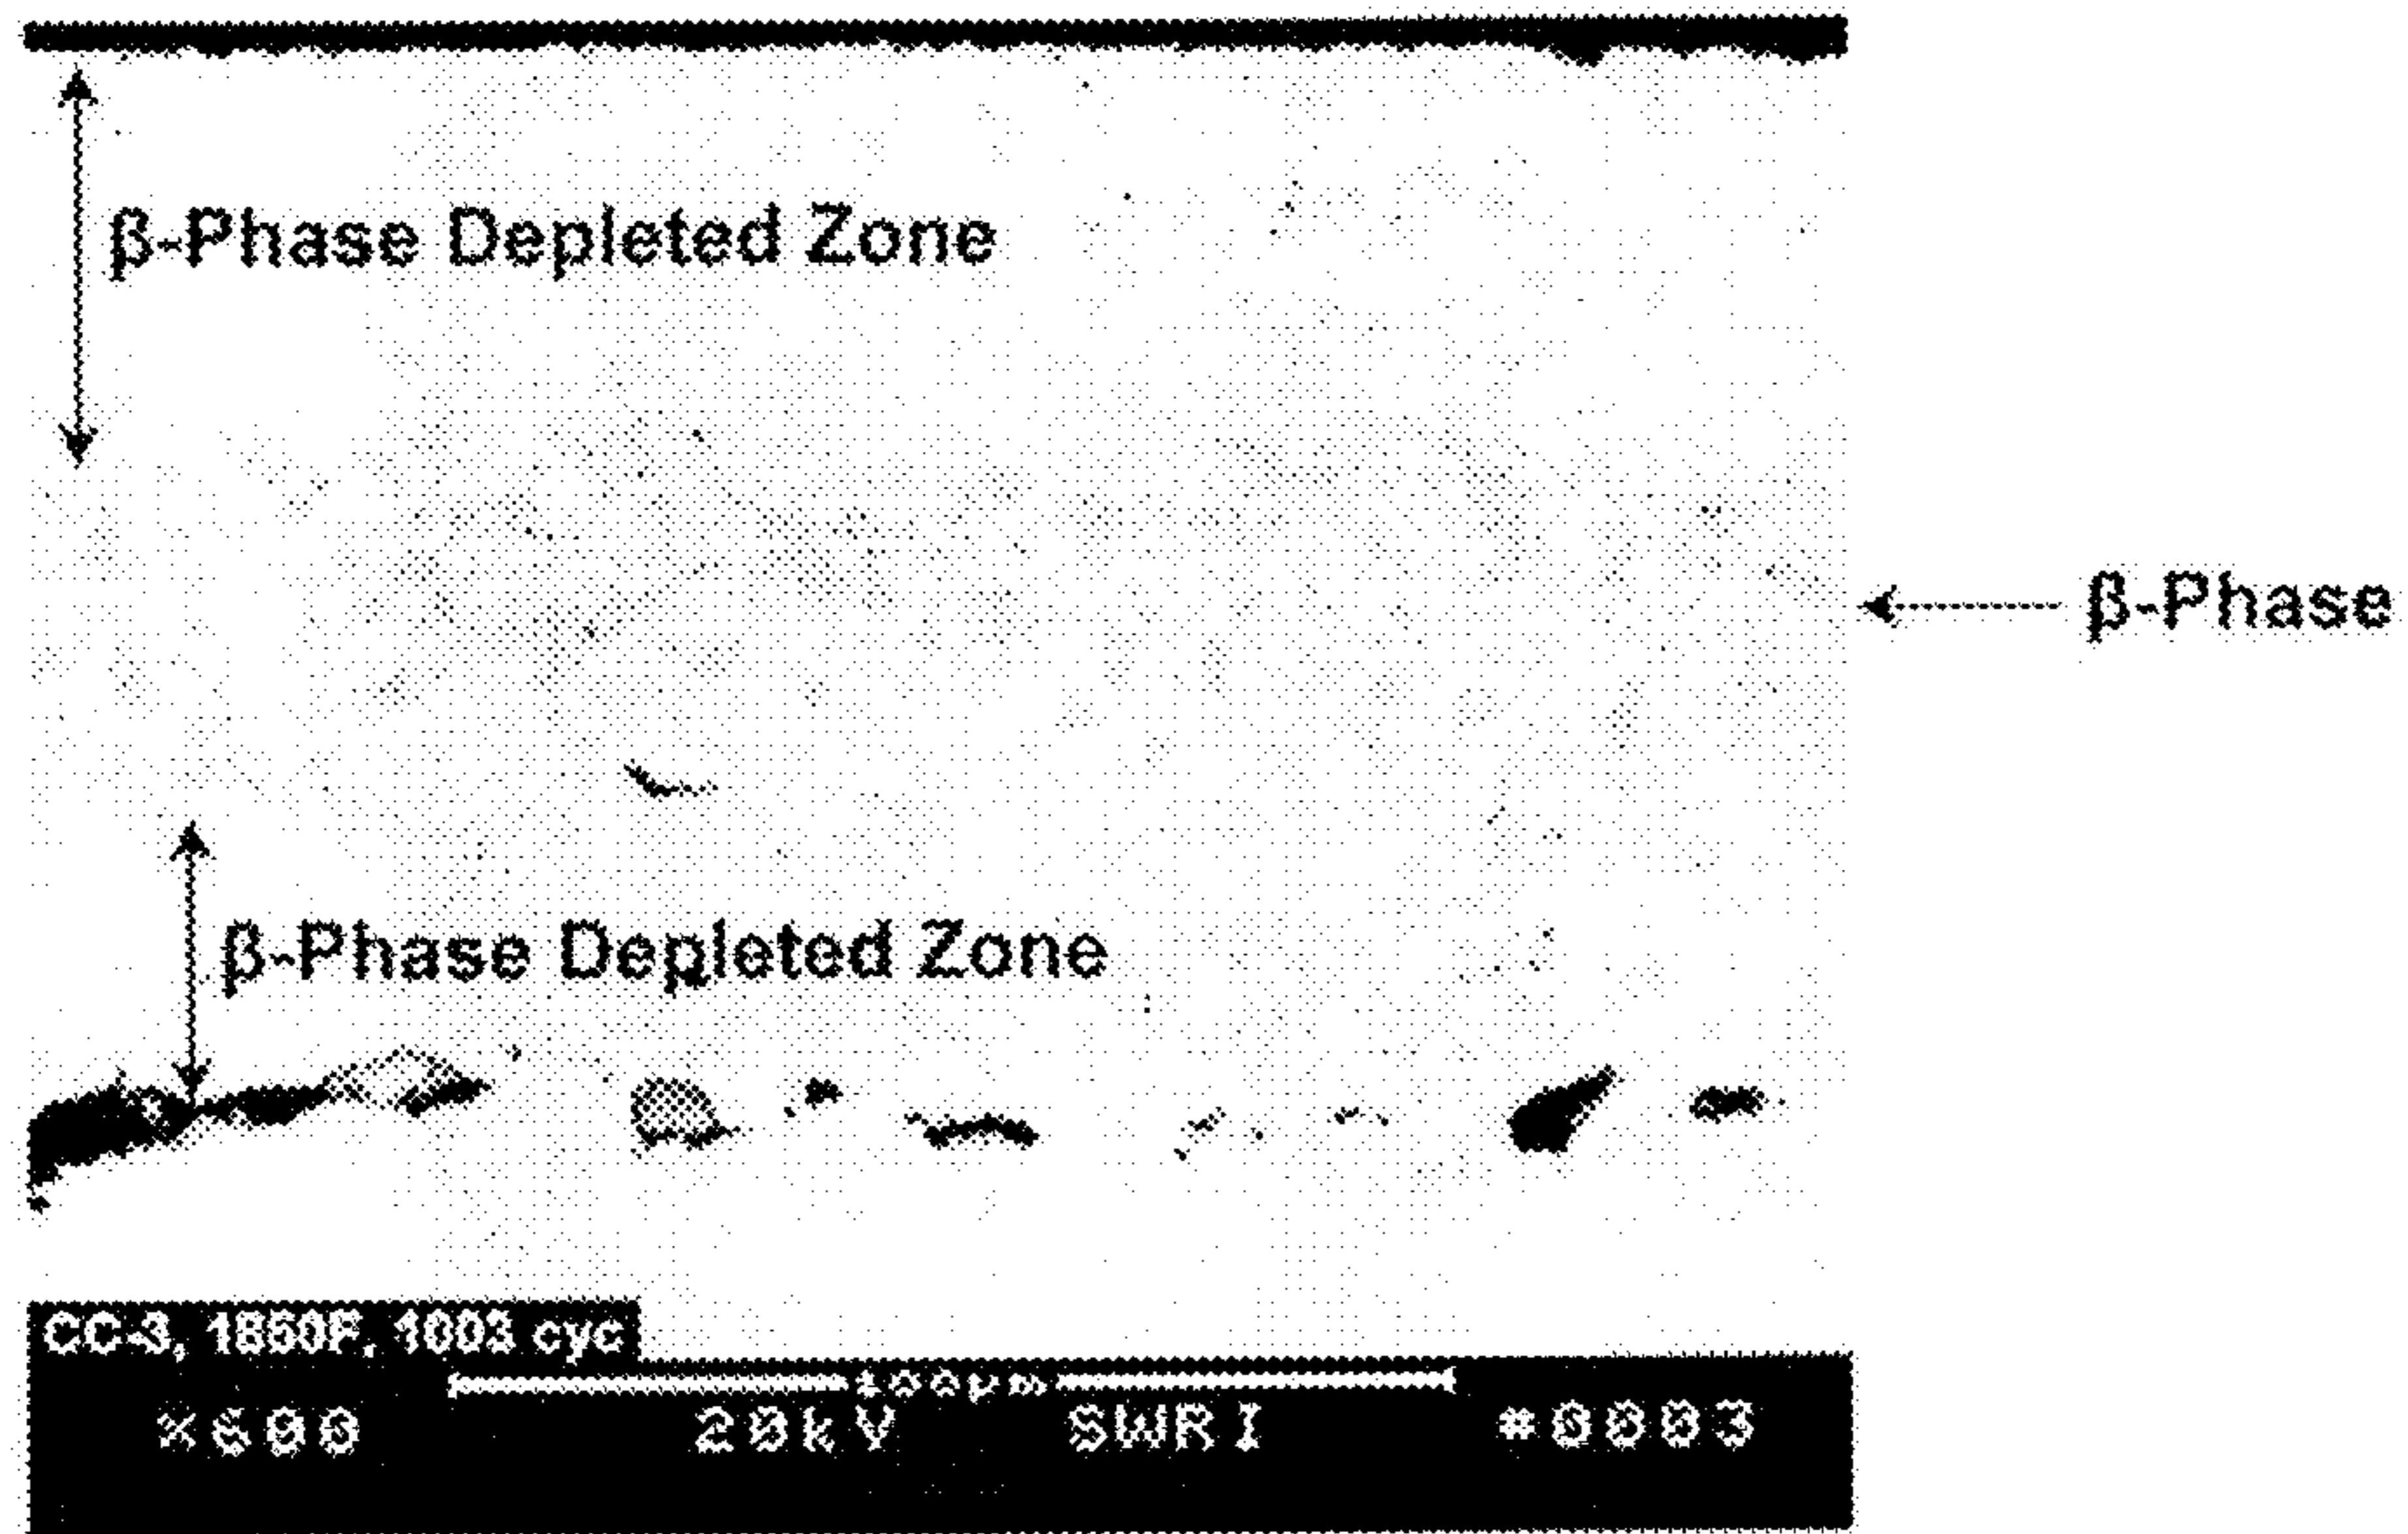 β-Phase Depleted Zone
β-Phase
β-Phase Depleted Zone
CC-3, 1850F, 1003 cyc
100μm
X600 20kV SWRI #0003